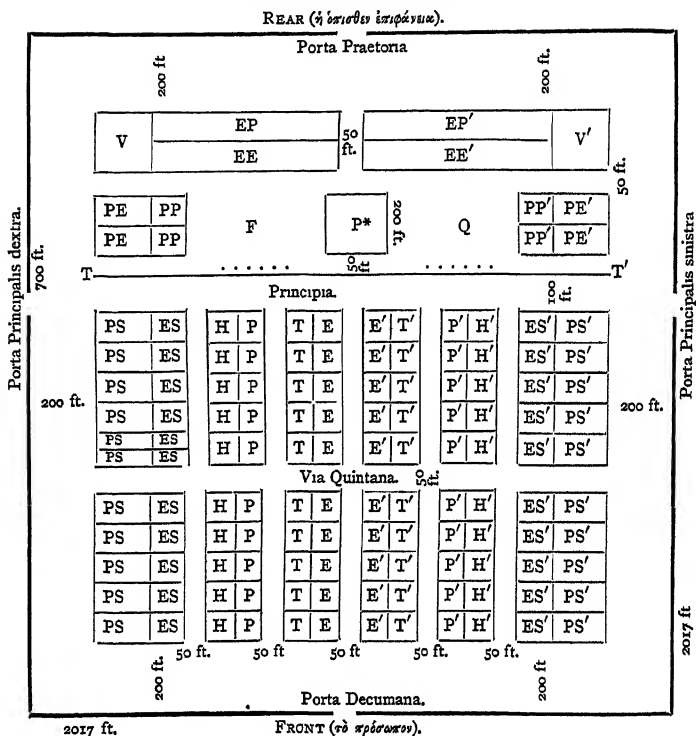 REAR (ἡ ὄπισθεν ἐπιφάνεια).
Porta Praetoria
200 ft
200 ft.
V EP 50 ft. EP′ V′
EE EE′
50 ft.
PE PP F P* 200 ft. Q PP′ PE′
PE PP PP′ PE′
50 ft
T T′
Porta Principalis dextra.
700 ft.
Porta Principalis sinistra
Principia.
100 ft.
PS ES H P T E E′ T′ P′ H′ ES′ PS′
PS ES H P T E E′ T′ P′ H′ ES′ PS′
PS ES H P T E E′ T′ P′ H′ ES′ PS′
200 ft. PS ES H P T E E′ T′ P′ H′ ES′ PS′ 200 ft.
PS ES H P T E E′ T′ P′ H′ ES′ PS′
PS ES
Via Quintana.
50 ft.
PS ES H P T E E′ T′ P′ H′ ES′ PS′
PS ES H P T E E′ T′ P′ H′ ES′ PS′
PS ES H P T E E′ T′ P′ H′ ES′ PS′
PS ES H P T E E′ T′ P′ H′ ES′ PS′
PS ES H P T E E′ T′ P′ H′ ES′ PS′
50 ft. 50 ft 50 ft. 50 ft. 50 ft.
200 ft.
200 ft
2017 ft
Porta Decumana.
2017 ft.
FRONT (τὸ πρόσωπον).